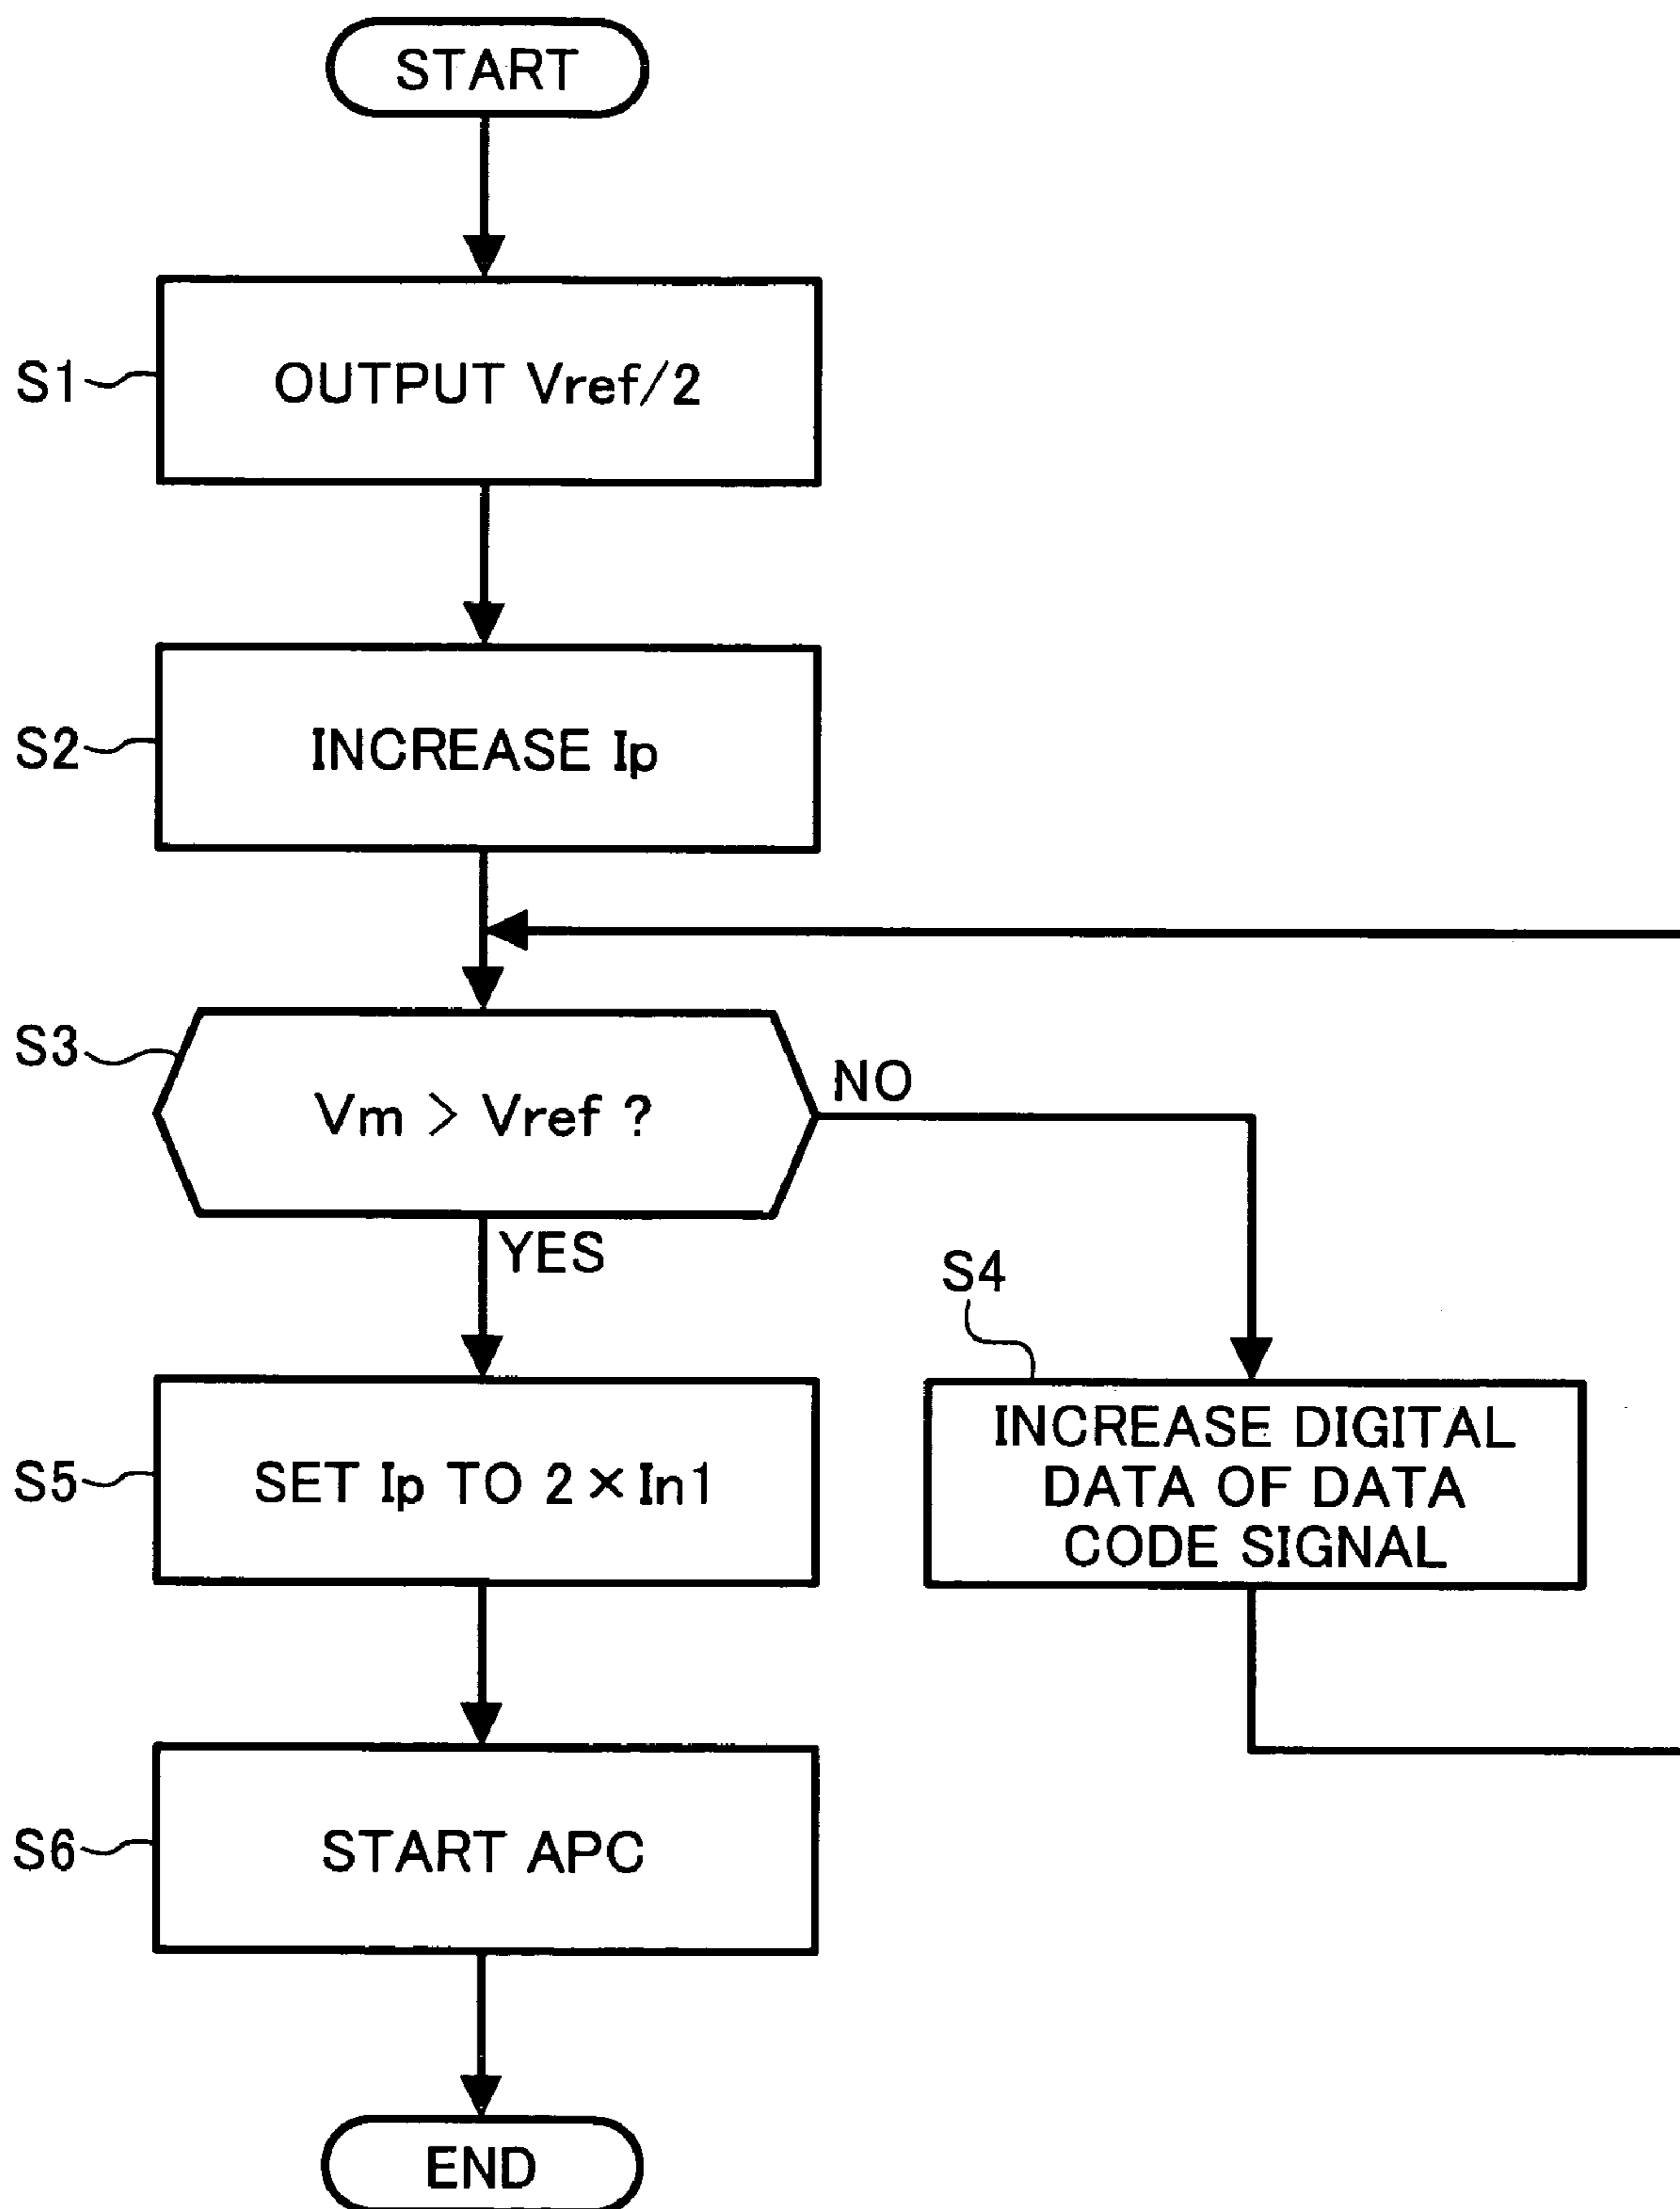 START
S1
OUTPUT Vref/2
S2
INCREASE Ip
S3
Vm > Vref ?
NO
YES
S4
INCREASE DIGITAL
DATA OF DATA
CODE SIGNAL
S5
SET Ip TO 2 × In1
S6
START APC
END